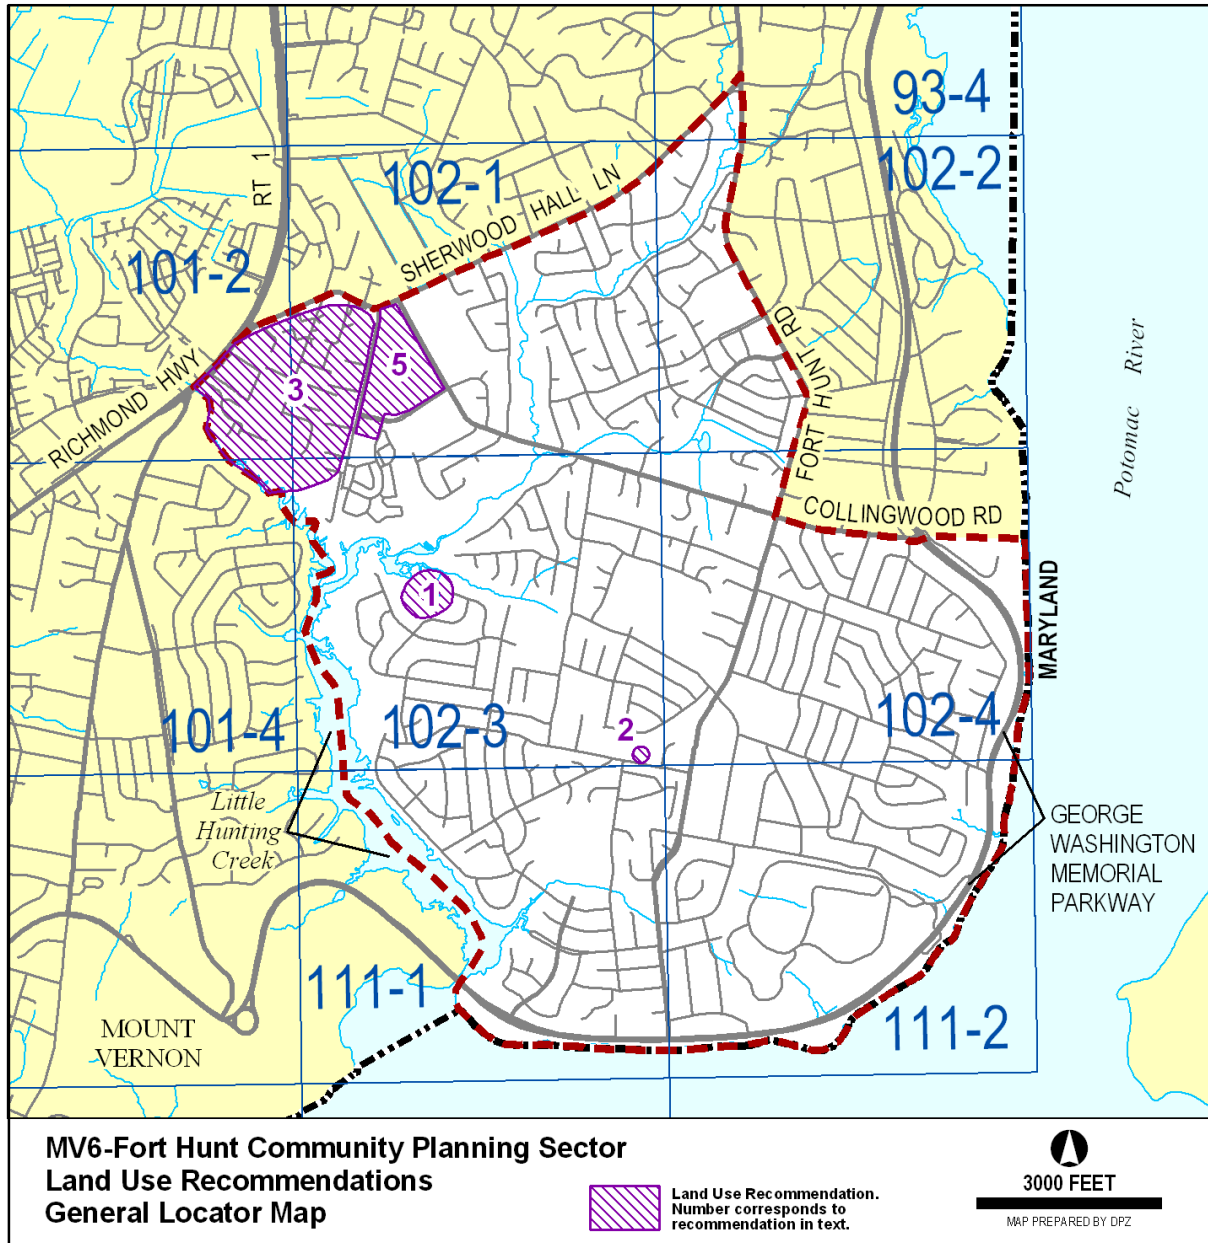 93-4
102-2
RT 1
102-1
SHERWOOD HALL LN
101-2
RICHMOND HWY
3
5
FORT HUNT RD
Potomac River
COLLINGWOOD RD
1
MARYLAND
101-4
102-3
2
102-4
Little
Hunting
Creek
GEORGE
WASHINGTON
MEMORIAL
PARKWAY
111-1
111-2
MOUNT
VERNON
MV6-Fort Hunt Community Planning Sector
Land Use Recommendations
General Locator Map
Land Use Recommendation.
Number corresponds to
recommendation in text.
3000 FEET
MAP PREPARED BY DPZ